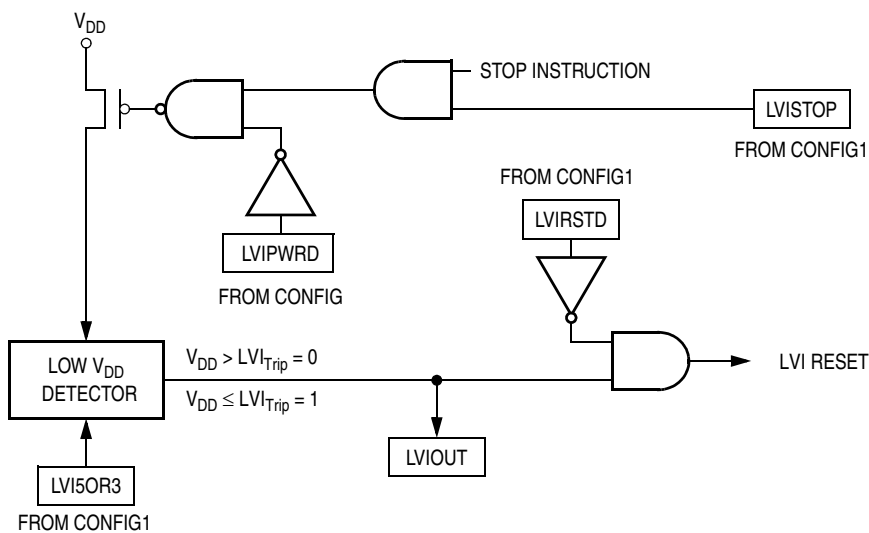 VDD
STOP INSTRUCTION
LVISTOP
FROM CONFIG1
FROM CONFIG1
LVIRSTD
LVIPWRD
FROM CONFIG
LOW VDD
DETECTOR
VDD > LVITrip = 0
VDD ≤ LVITrip = 1
LVI RESET
LVIOUT
LVI5OR3
FROM CONFIG1